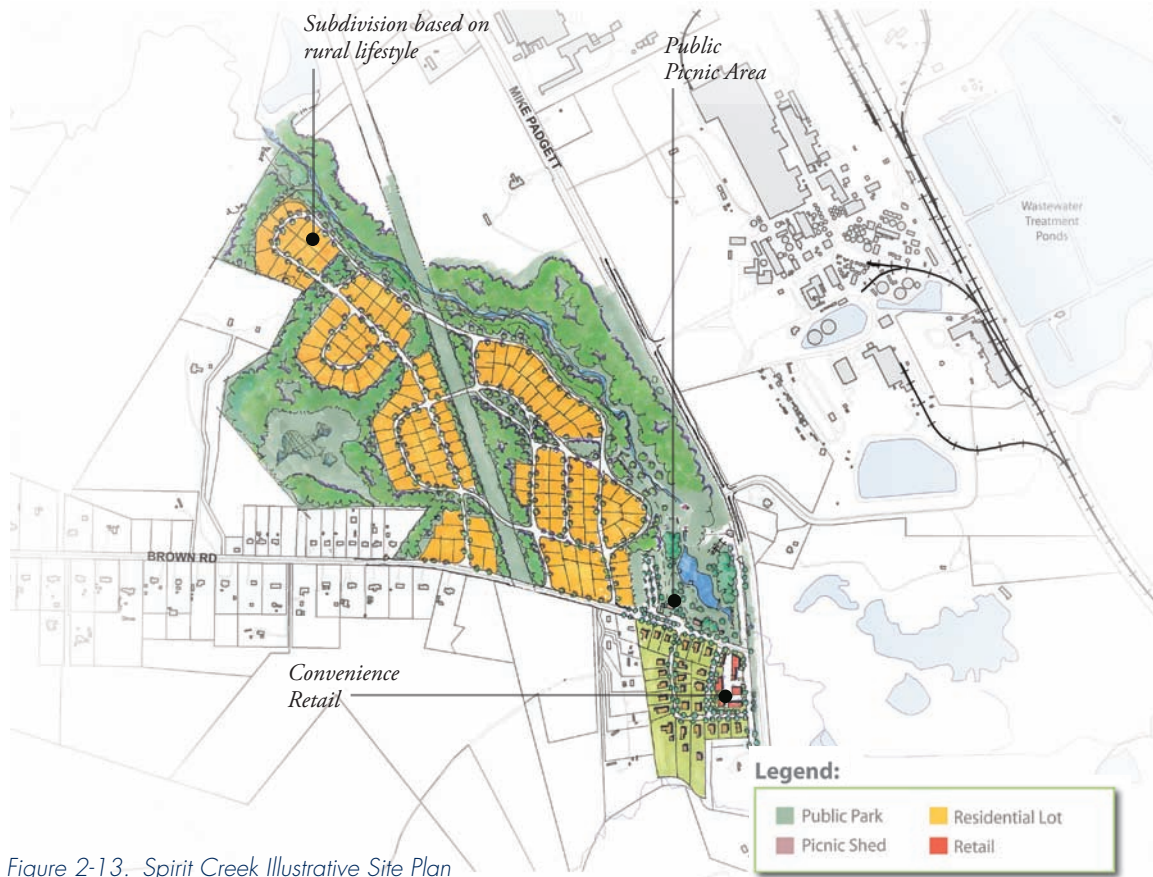 Subdivision based on
rural lifestyle
Public
Picnic Area
MIKE PADGETT
Wastewater
Treatment
Ponds
BROWN RD
Convenience
Retail
Legend:
Public Park
Residential Lot
Picnic Shed
Retail
Figure 2-13. Spirit Creek Illustrative Site Plan